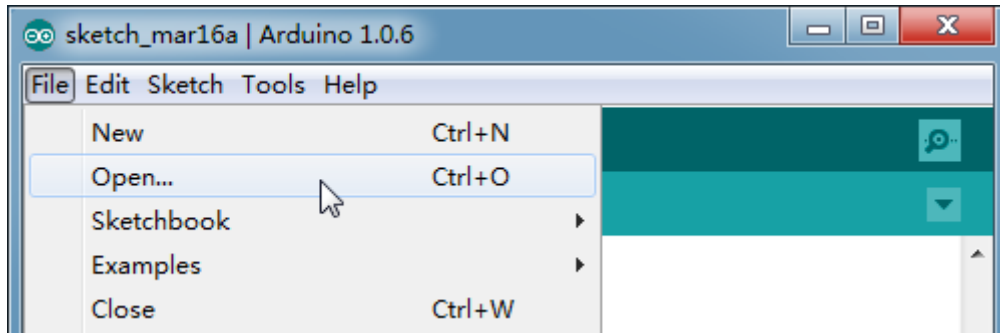 sketch_mar16a | Arduino 1.0.6
File Edit Sketch Tools Help
New Ctrl+N
Open... Ctrl+O
Sketchbook
Examples
Close Ctrl+W